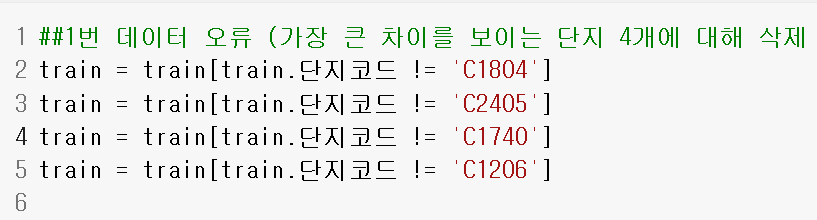 1 ##1번 데이터 오류 (가장 큰 차이를 보이는 단지 4개에 대해 삭제
2 train = train[train.단지코드 != 'C1804']
3 train = train[train.단지코드 != 'C2405']
4 train = train[train.단지코드 != 'C1740']
5 train = train[train.단지코드 != 'C1206']
6